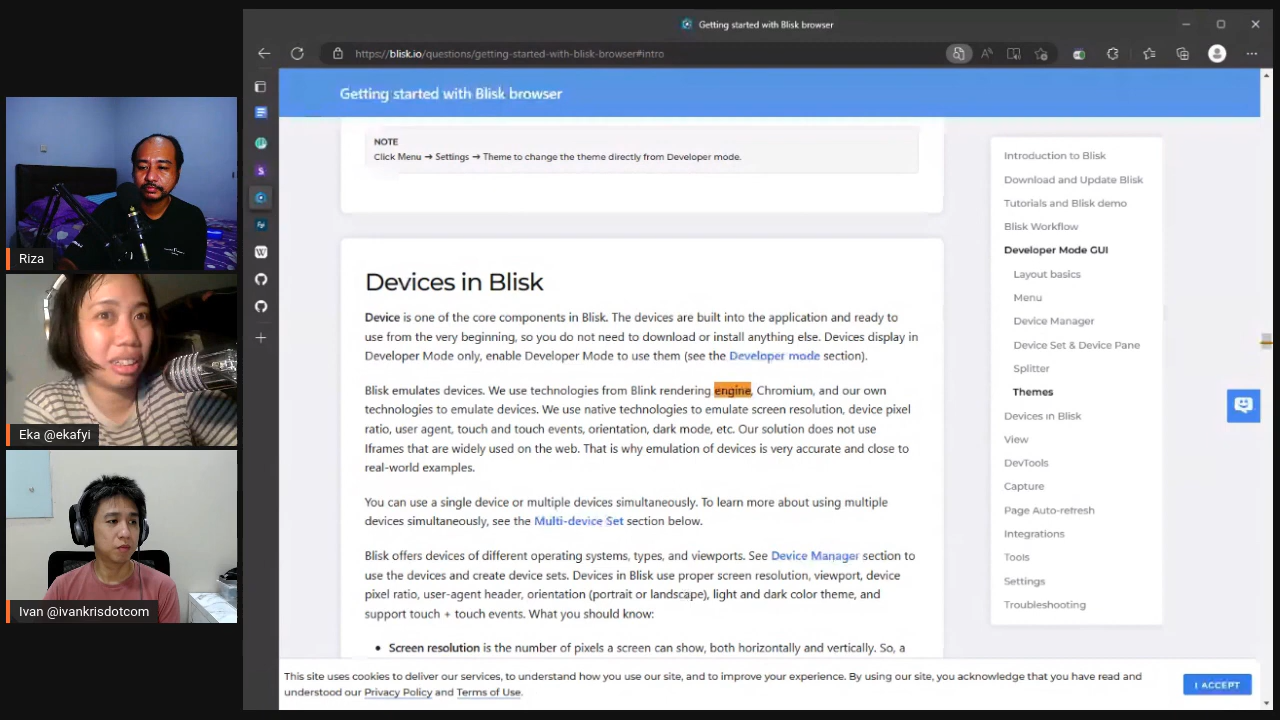 Getting started with Blisk browser
https://blisk.io/questions/getting-started-with-blisk-browser#intro
Getting started with Blisk browser
NOTE
Click Menu → Settings → Theme to change the theme directly from Developer mode.
Devices in Blisk
Device is one of the core components in Blisk. The devices are built into the application and ready to
use from the very beginning, so you do not need to download or install anything else. Devices display in
Developer Mode only, enable Developer Mode to use them (see the Developer mode section).
Blisk emulates devices. We use technologies from Blink rendering engine, Chromium, and our own
technologies to emulate devices. We use native technologies to emulate screen resolution, device pixel
ratio, user agent, touch and touch events, orientation, dark mode, etc. Our solution does not use
Iframes that are widely used on the web. That is why emulation of devices is very accurate and close to
real-world examples.
You can use a single device or multiple devices simultaneously. To learn more about using multiple
devices simultaneously, see the Multi-device Set section below.
Blisk offers devices of different operating systems, types, and viewports. See Device Manager section to
use the devices and create device sets. Devices in Blisk use proper screen resolution, viewport, device
pixel ratio, user-agent header, orientation (portrait or landscape), light and dark color theme, and
support touch + touch events. What you should know:
• Screen resolution is the number of pixels a screen can show, both horizontally and vertically. So, a
Introduction to Blisk
Download and Update Blisk
Tutorials and Blisk demo
Blisk Workflow
Developer Mode GUI
Layout basics
Menu
Device Manager
Device Set & Device Pane
Splitter
Themes
Devices in Blisk
View
DevTools
Capture
Page Auto-refresh
Integrations
Tools
Settings
Troubleshooting
This site uses cookies to deliver our services, to understand how you use our site, and to improve your experience. By using our site, you acknowledge that you have read and
understood our Privacy Policy and Terms of Use.
I ACCEPT
Riza
Eka @ekafyi
Ivan @ivankrisdotcom